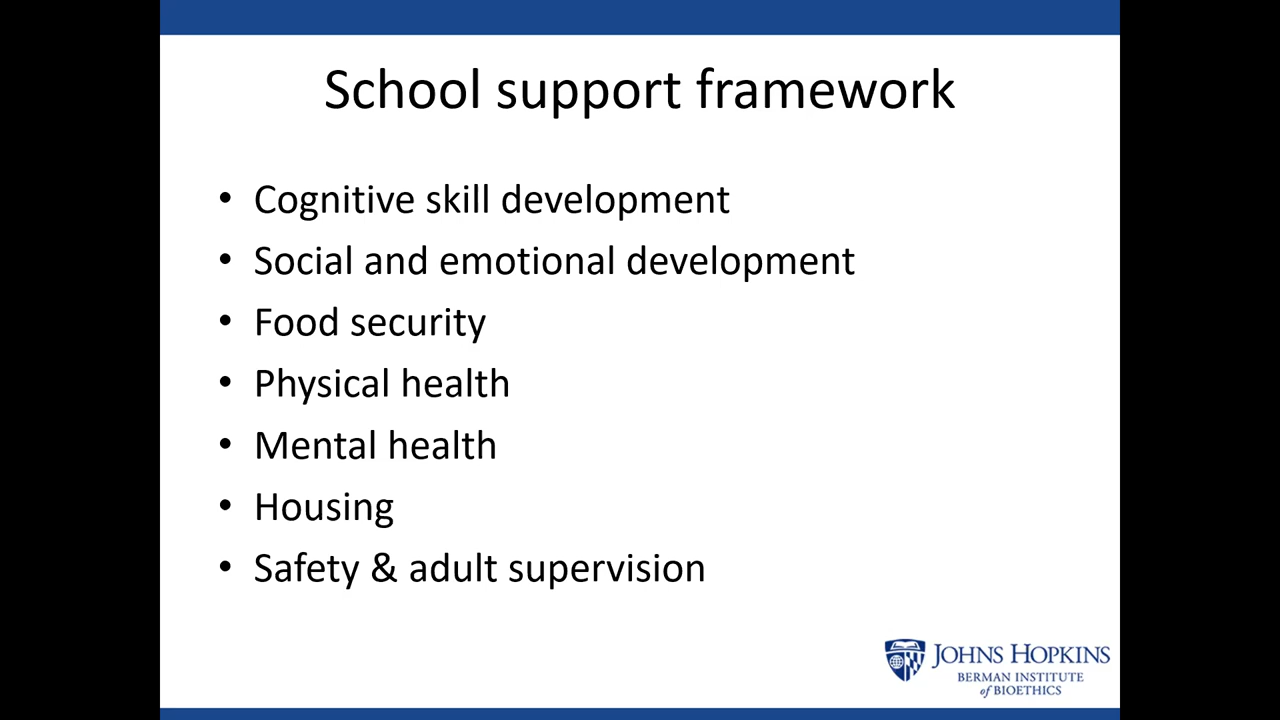 School support framework
• Cognitive skill development
• Social and emotional development
• Food security
• Physical health
• Mental health
• Housing
• Safety & adult supervision
JOHNS HOPKINS
BERMAN INSTITUTE
of BIOETHICS